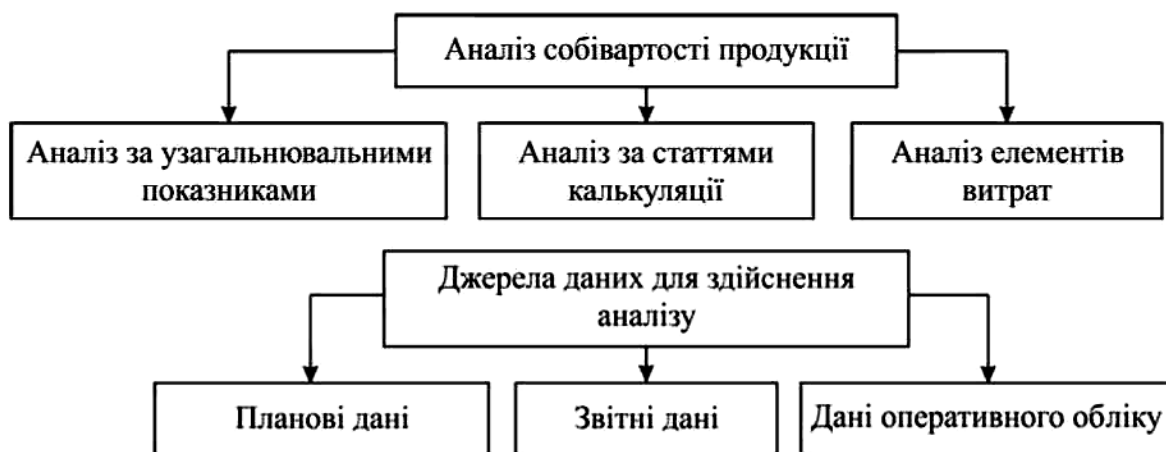 Аналіз собівартості продукції
Аналіз за узагальнювальними
показниками
Аналіз за статтями
калькуляції
Аналіз елементів
витрат
Джерела даних для здійснення
аналізу
Планові дані
Звітні дані
Дані оперативного обліку